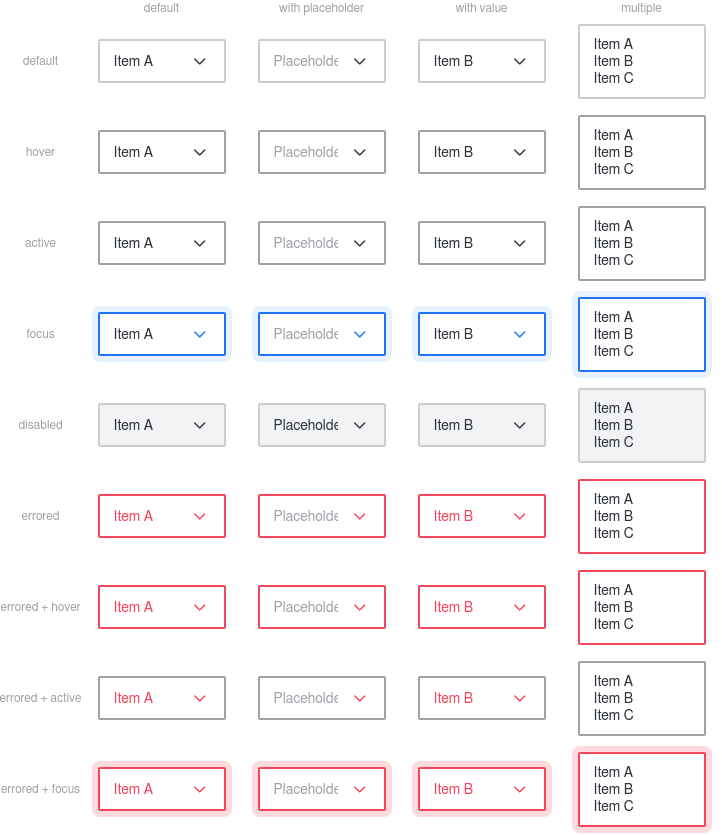 default with placeholder with value multiple
default Item A Placeholde Item B Item A
Item B
Item C
hover Item A Placeholde Item B Item A
Item B
Item C
active Item A Placeholde Item B Item A
Item B
Item C
focus Item A Placeholde Item B Item A
Item B
Item C
disabled Item A Placeholde Item B Item A
Item B
Item C
errored Item A Placeholde Item B Item A
Item B
Item C
errored + hover Item A Placeholde Item B Item A
Item B
Item C
errored + active Item A Placeholde Item B Item A
Item B
Item C
errored + focus Item A Placeholde Item B Item A
Item B
Item C